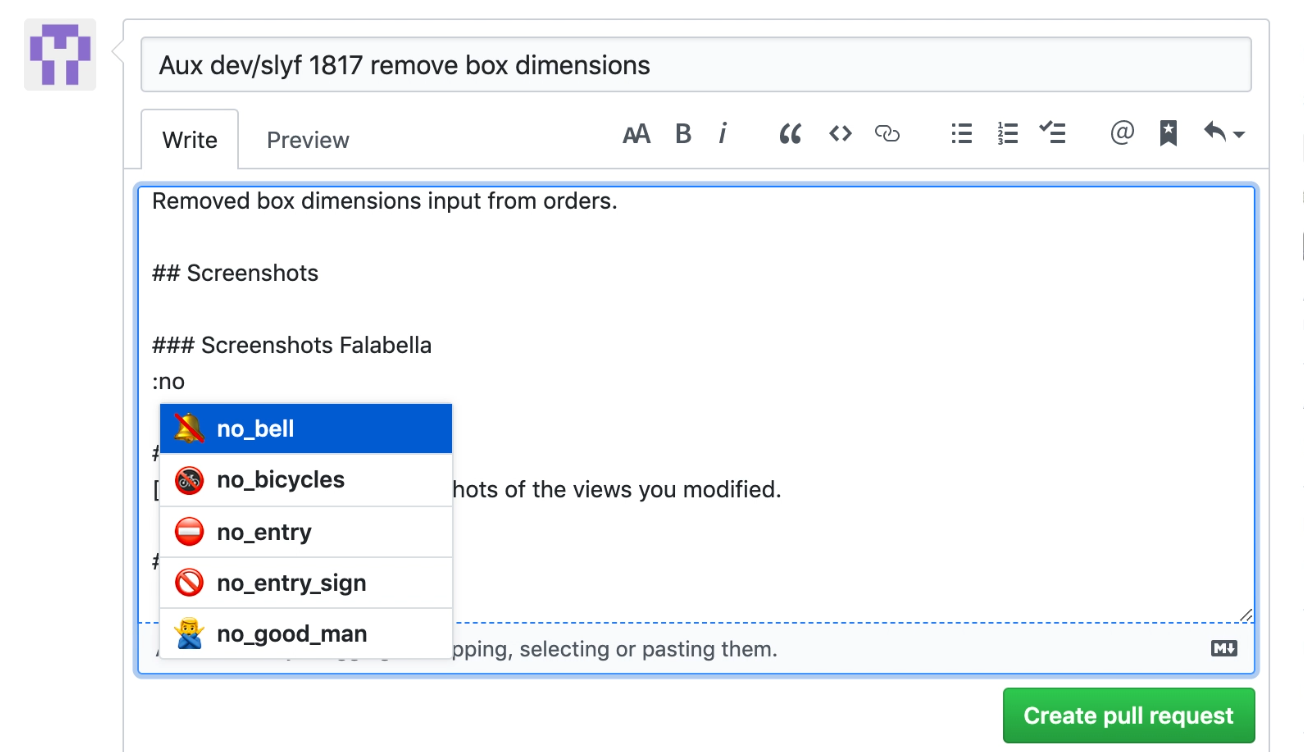 Aux dev/slyf 1817 remove box dimensions
Write Preview AA B i
Removed box dimensions input from orders.
## Screenshots
### Screenshots Falabella
:no
no_bell
#
no_bicycles
[ hots of the views you modified.
no_entry
#
no_entry_sign
no_good_man
pping, selecting or pasting them.
Create pull request